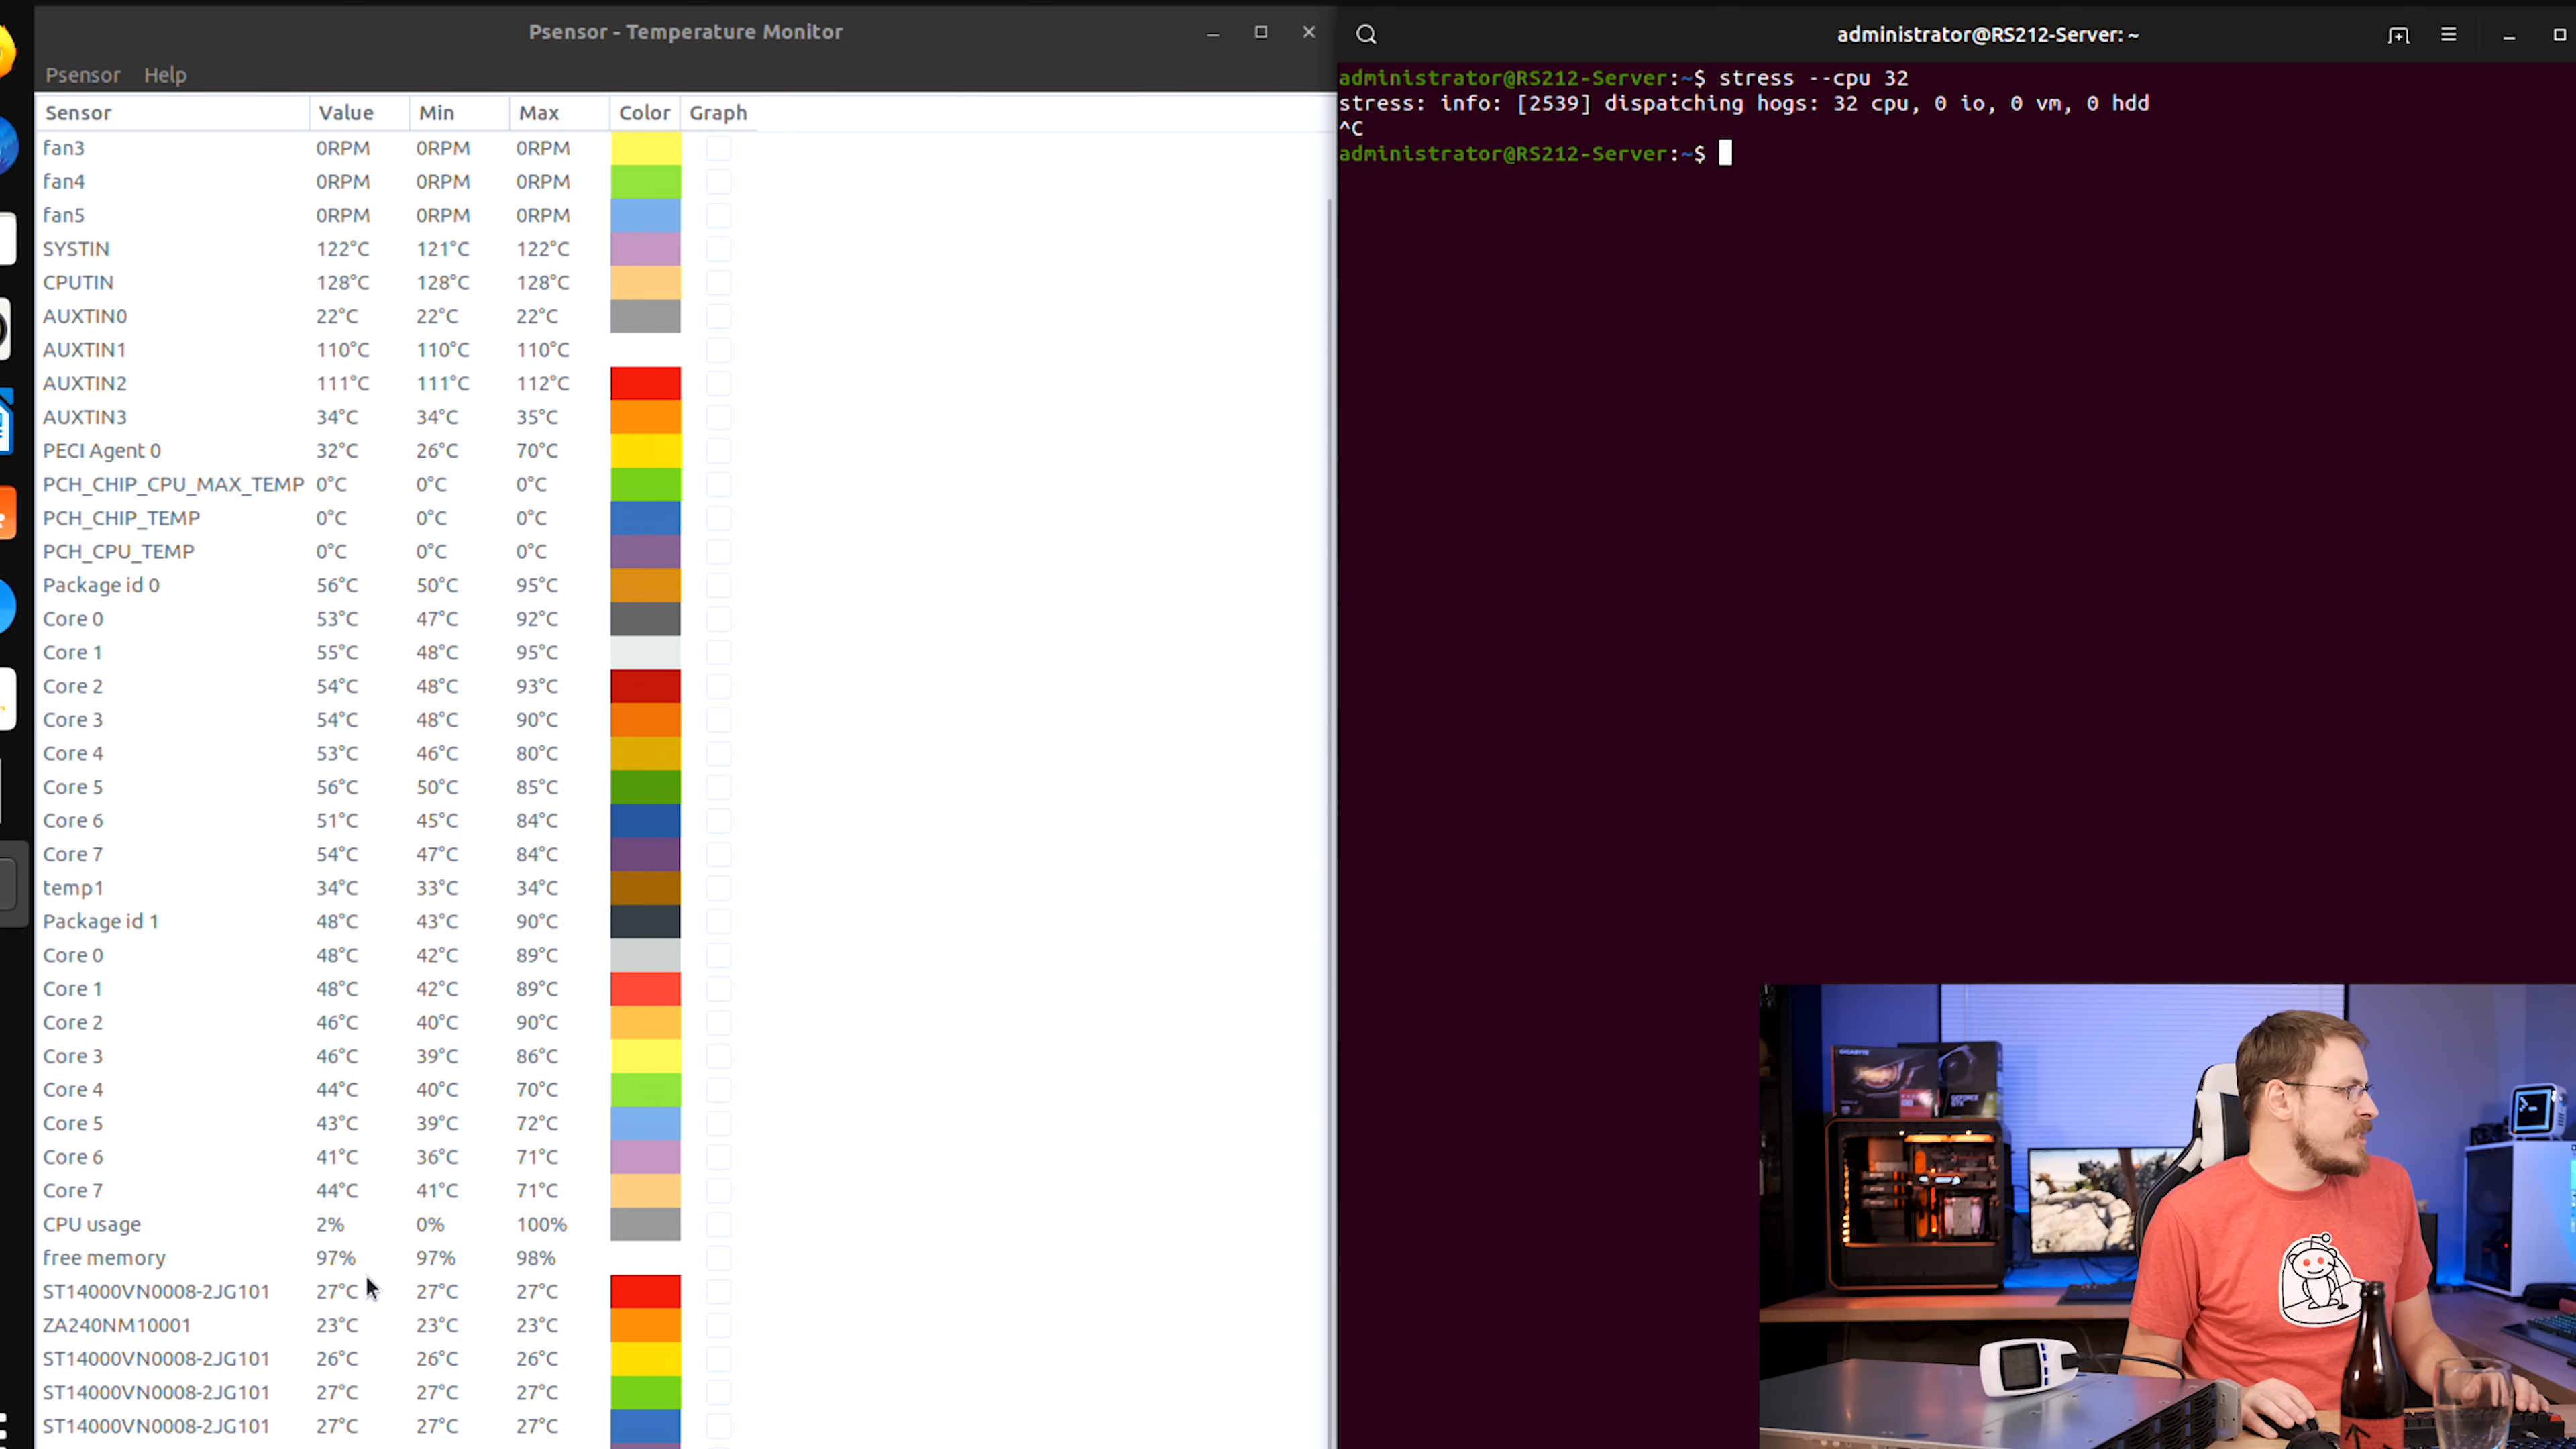 Psensor - Temperature Monitor
Psensor Help
Sensor Value Min Max Color Graph
fan3 0RPM 0RPM 0RPM
fan4 0RPM 0RPM 0RPM
fan5 0RPM 0RPM 0RPM
SYSTIN 122°C 121°C 122°C
CPUTIN 128°C 128°C 128°C
AUXTIN0 22°C 22°C 22°C
AUXTIN1 110°C 110°C 110°C
AUXTIN2 111°C 111°C 112°C
AUXTIN3 34°C 34°C 35°C
PECI Agent 0 32°C 26°C 70°C
PCH_CHIP_CPU_MAX_TEMP 0°C 0°C 0°C
PCH_CHIP_TEMP 0°C 0°C 0°C
PCH_CPU_TEMP 0°C 0°C 0°C
Package id 0 56°C 50°C 95°C
Core 0 53°C 47°C 92°C
Core 1 55°C 48°C 95°C
Core 2 54°C 48°C 93°C
Core 3 54°C 48°C 90°C
Core 4 53°C 46°C 80°C
Core 5 56°C 50°C 85°C
Core 6 51°C 45°C 84°C
Core 7 54°C 47°C 84°C
temp1 34°C 33°C 34°C
Package id 1 48°C 43°C 90°C
Core 0 48°C 42°C 89°C
Core 1 48°C 42°C 89°C
Core 2 46°C 40°C 90°C
Core 3 46°C 39°C 86°C
Core 4 44°C 40°C 70°C
Core 5 43°C 39°C 72°C
Core 6 41°C 36°C 71°C
Core 7 44°C 41°C 71°C
CPU usage 2% 0% 100%
free memory 97% 97% 98%
ST14000VN0008-2JG101 27°C 27°C 27°C
ZA240NM10001 23°C 23°C 23°C
ST14000VN0008-2JG101 26°C 26°C 26°C
ST14000VN0008-2JG101 27°C 27°C 27°C
ST14000VN0008-2JG101 27°C 27°C 27°C
administrator@RS212-Server: ~
administrator@RS212-Server:~$ stress --cpu 32
stress: info: [2539] dispatching hogs: 32 cpu, 0 io, 0 vm, 0 hdd
^C
administrator@RS212-Server:~$
GIGABYTE